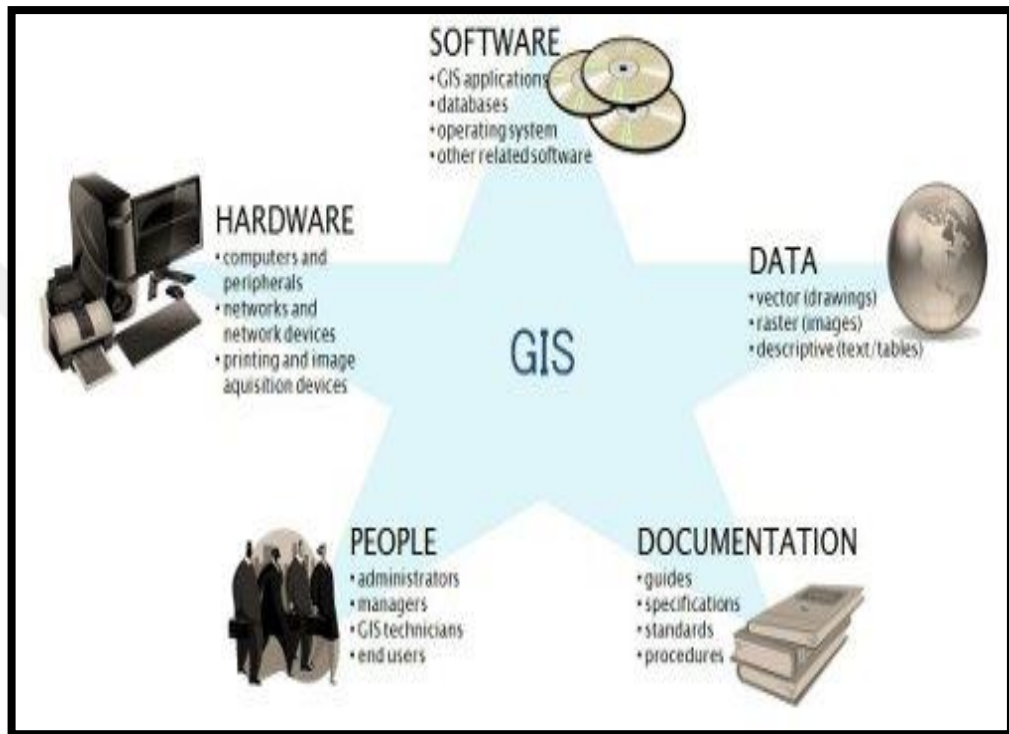 SOFTWARE
• GIS applications
• databases
• operating system
• other related software
HARDWARE
• computers and
peripherals
• networks and
network devices
• printing and image
aquisition devices
DATA
• vector (drawings)
• raster (images)
• descriptive (text/tables)
GIS
PEOPLE
• administrators
• managers
• GIS technicians
• end users
DOCUMENTATION
• guides
• specifications
• standards
• procedures